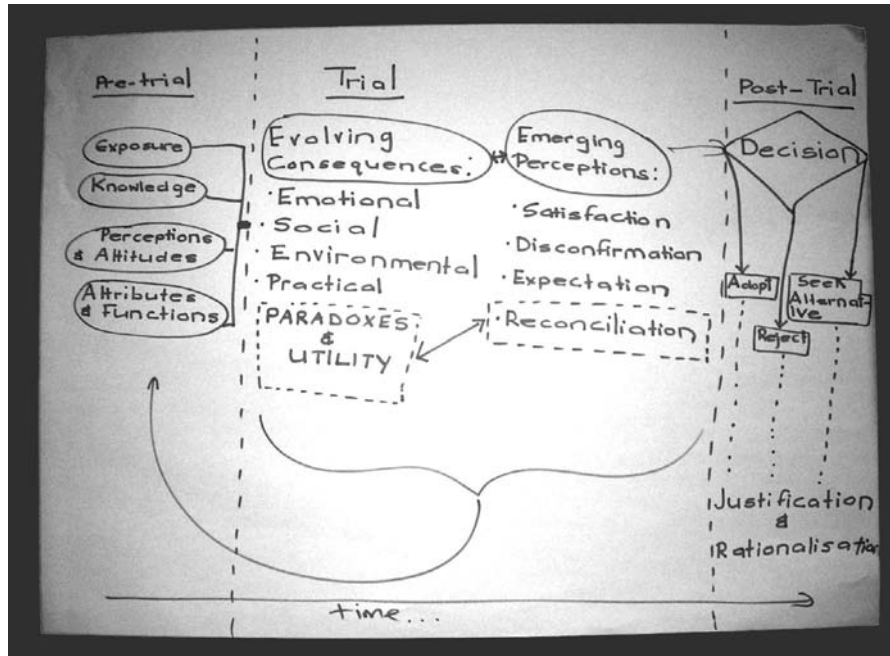 Pre-trial
Exposure
Knowledge
Perceptions
& Attitudes
Attributes
& Functions
Trial
Evolving
Consequences:
· Emotional
· Social
· Environmental
· Practical
PARADOXES
&
UTILITY
Emerging
Perceptions:
· Satisfaction
· Disconfirmation
· Expectation
· Reconciliation
Post-Trial
Decision
Adopt
Reject
Seek
Alternat-
ive
Justification
&
Rationalisation
time...